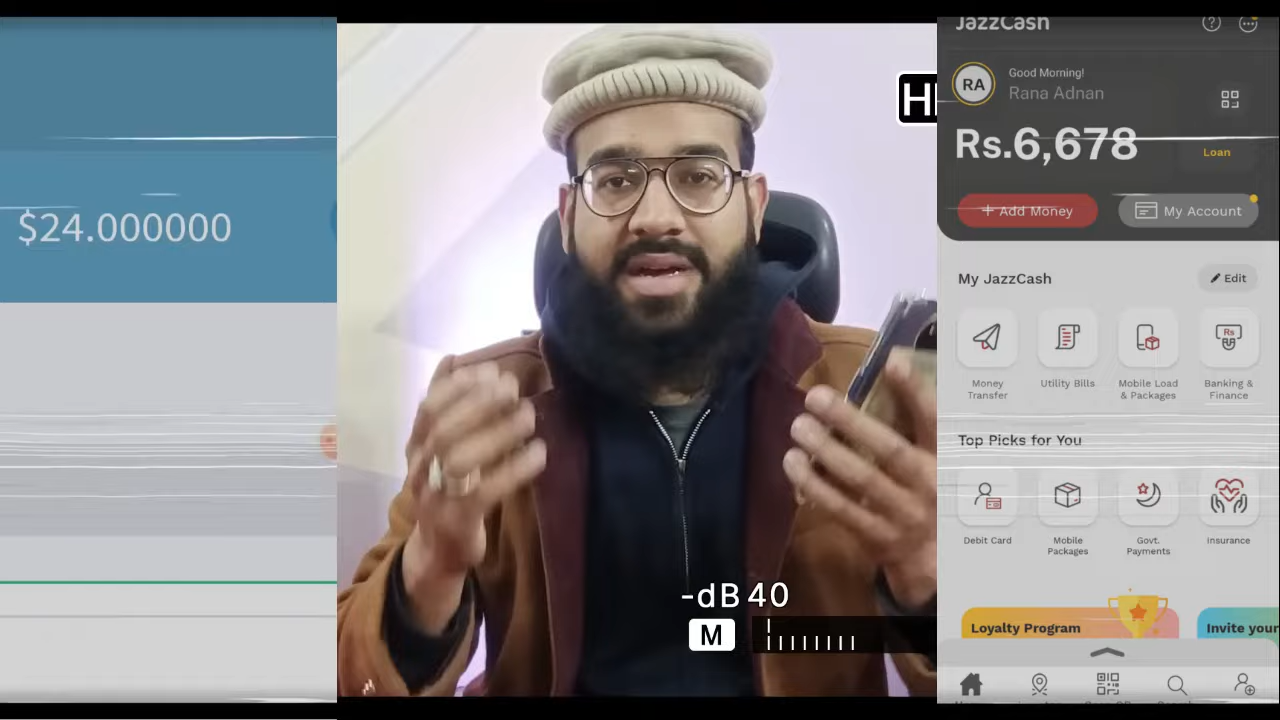 $24.000000
H
-dB 40
M
JazzCash
RA
Good Morning!
Rana Adnan
Rs.6,678
Loan
+ Add Money
My Account
My JazzCash
Edit
Money Transfer
Utility Bills
Mobile Load & Packages
Rs
Banking & Finance
Top Picks for You
Debit Card
Mobile Packages
Govt. Payments
Insurance
Loyalty Program
Invite your